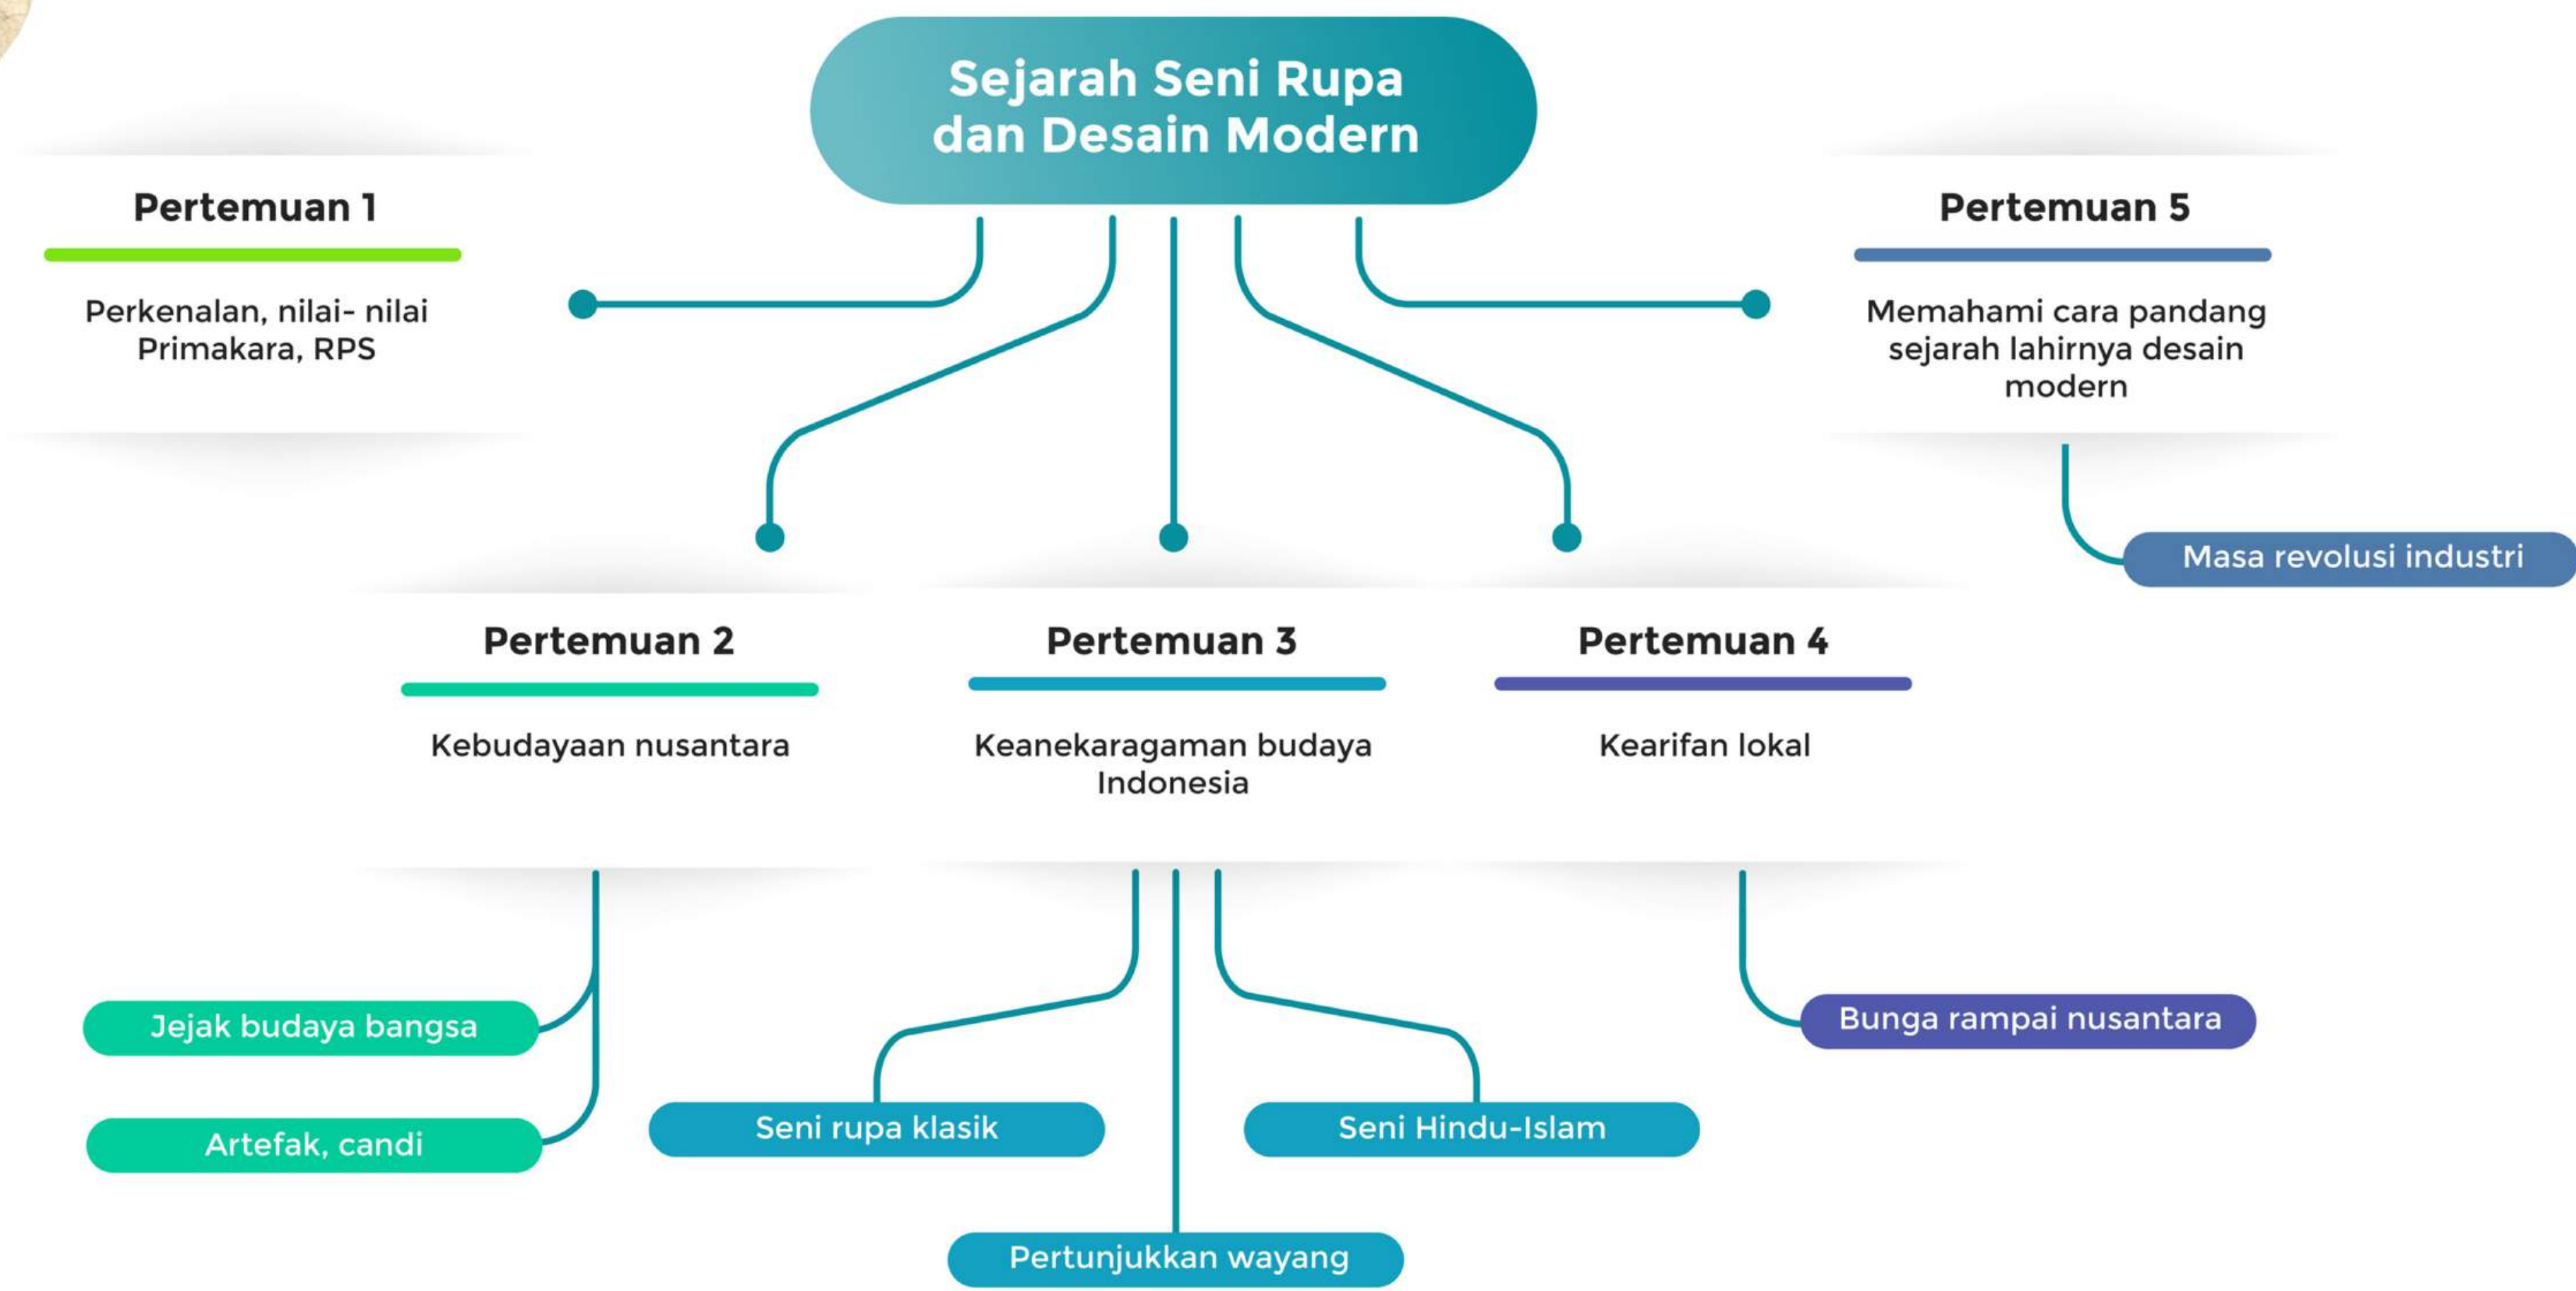 Sejarah Seni Rupa
dan Desain Modern
Pertemuan 1
Perkenalan, nilai- nilai
Primakara, RPS
Pertemuan 5
Memahami cara pandang
sejarah lahirnya desain
modern
Masa revolusi industri
Pertemuan 2
Kebudayaan nusantara
Jejak budaya bangsa
Artefak, candi
Pertemuan 3
Keanekaragaman budaya
Indonesia
Seni rupa klasik
Seni Hindu-Islam
Pertunjukkan wayang
Pertemuan 4
Kearifan lokal
Bunga rampai nusantara